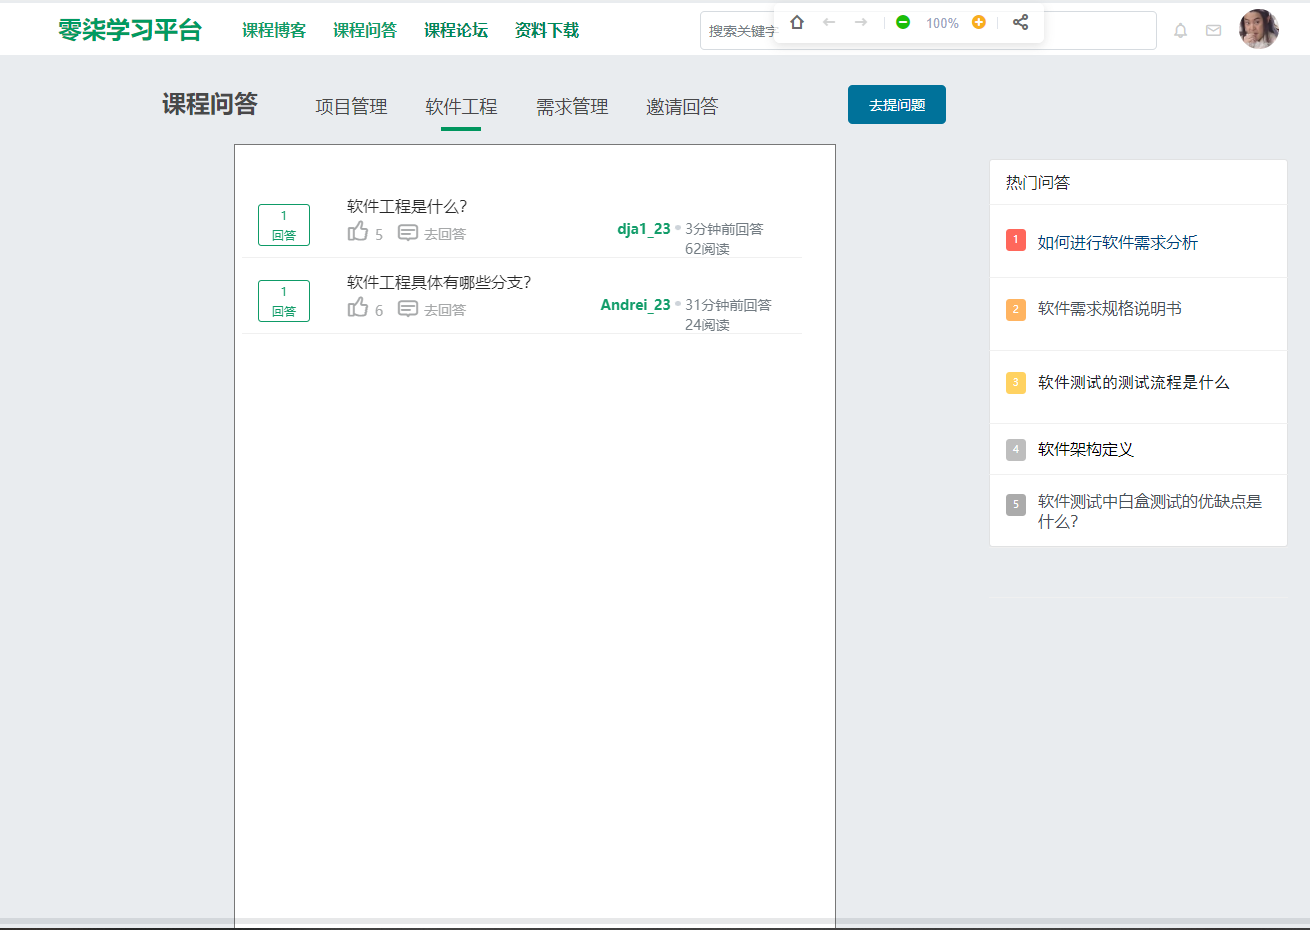 零柒学习平台 课程博客 课程问答 课程论坛 资料下载 搜索关键字 100%
课程问答 项目管理 软件工程 需求管理 邀请回答 去提问题
1
回答
软件工程是什么?
5 去回答
dja1_23 3分钟前回答
62阅读
1
回答
软件工程具体有哪些分支?
6 去回答
Andrei_23 31分钟前回答
24阅读
热门问答
1 如何进行软件需求分析
2 软件需求规格说明书
3 软件测试的测试流程是什么
4 软件架构定义
5 软件测试中白盒测试的优缺点是
什么?